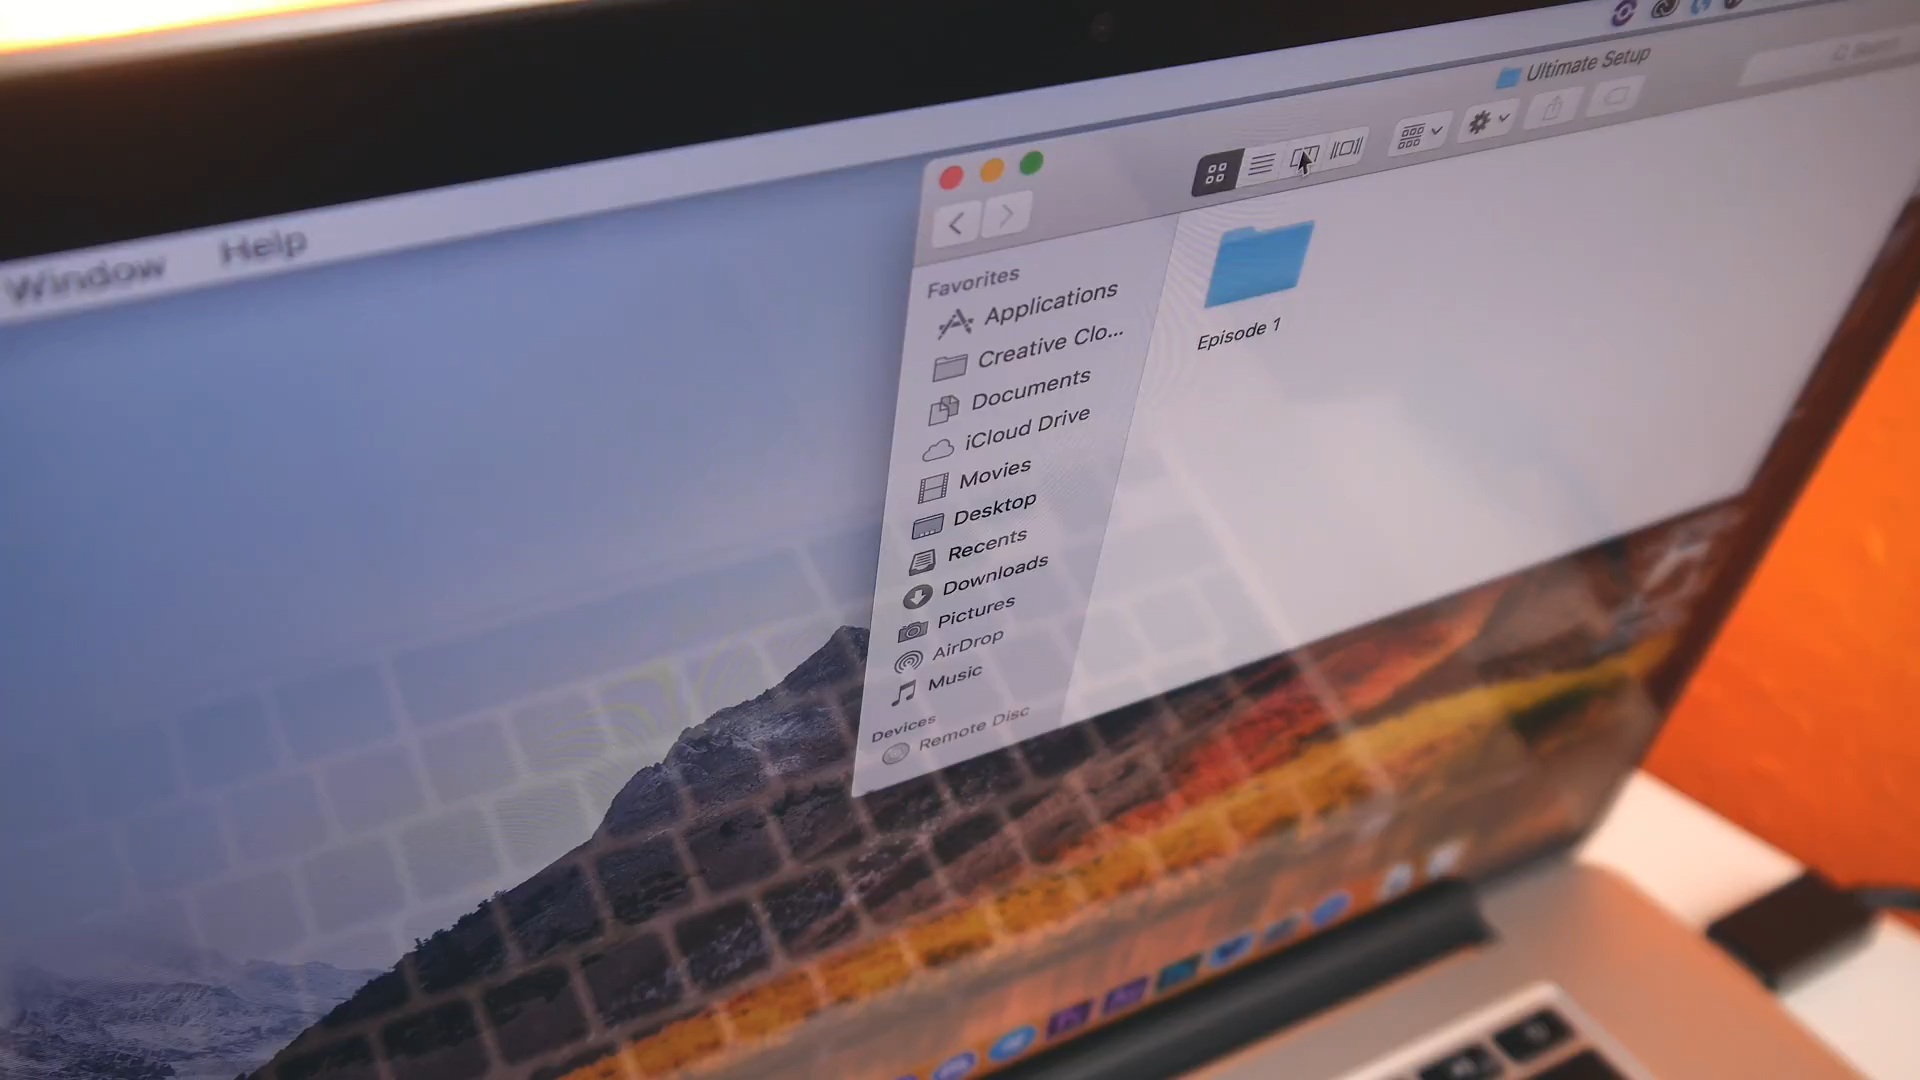 Window Help
Ultimate Setup
Search
Favorites
Applications
Creative Clo...
Documents
iCloud Drive
Movies
Desktop
Recents
Downloads
Pictures
AirDrop
Music
Devices
Remote Disc
Episode 1